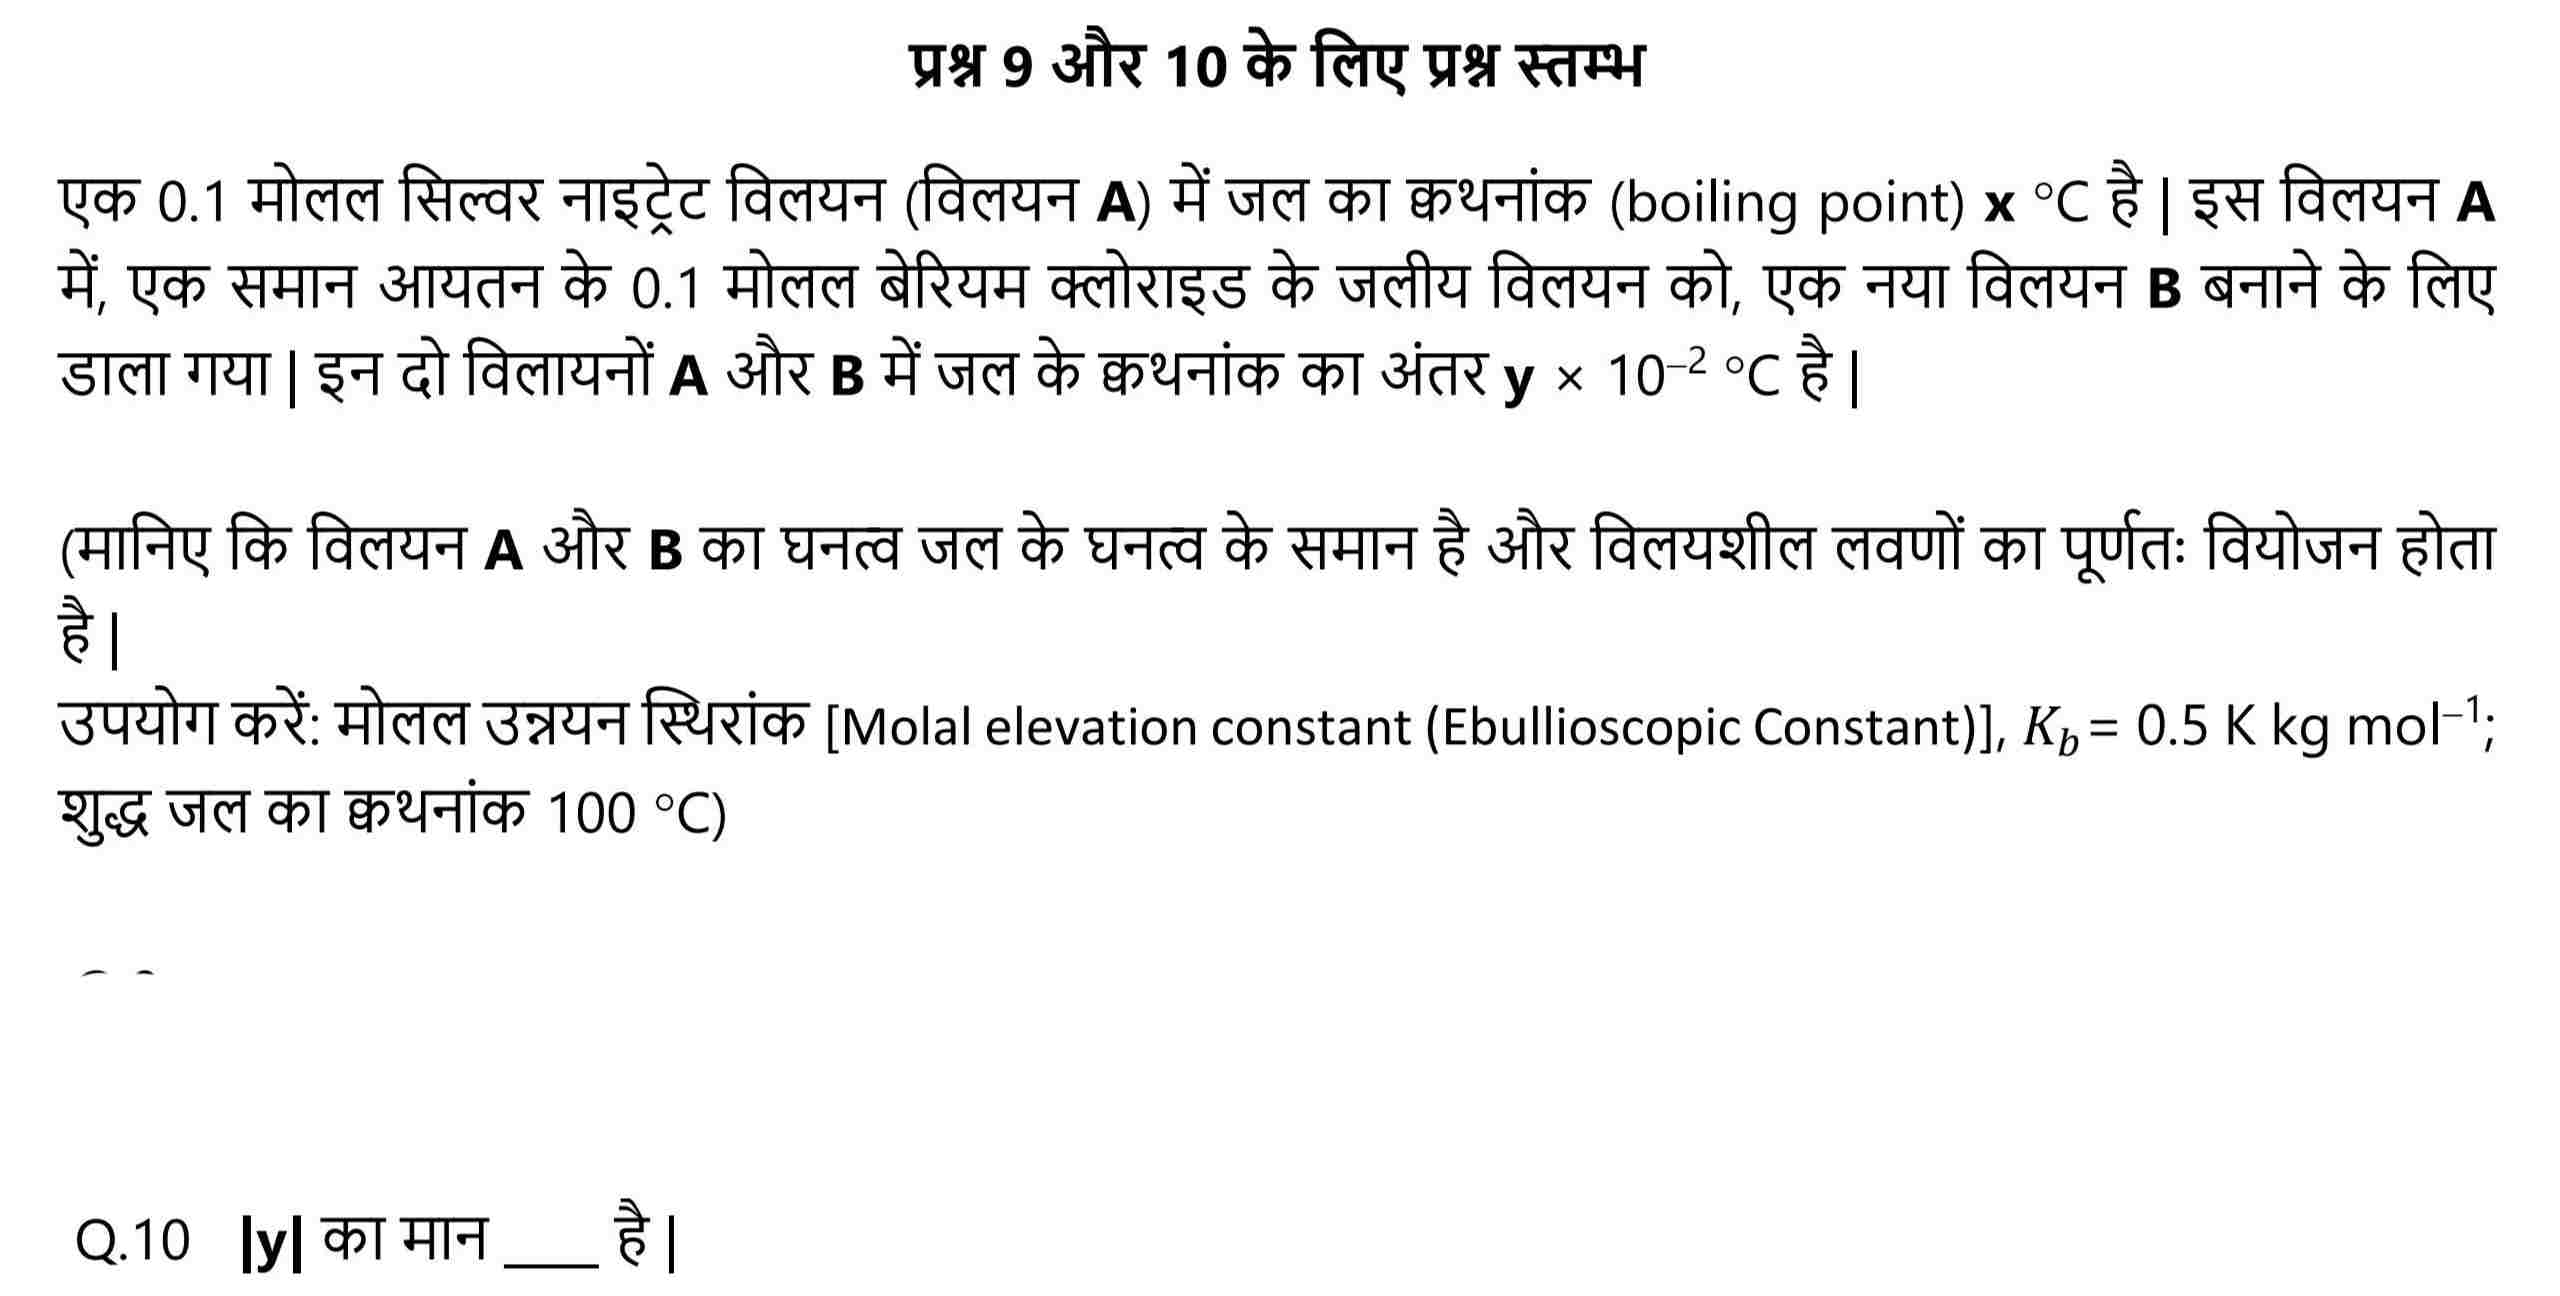 प्रश्न 9 और 10 के लिए प्रश्न स्तम्भ
एक 0.1 मोलल सिल्वर नाइट्रेट विलयन (विलयन A) में जल का क्वथनांक (boiling point) x °C है | इस विलयन A
में, एक समान आयतन के 0.1 मोलल बेरियम क्लोराइड के जलीय विलयन को, एक नया विलयन B बनाने के लिए
डाला गया | इन दो विलायनों A और B में जल के क्वथनांक का अंतर y × 10⁻² °C है |
(मानिए कि विलयन A और B का घनत्व जल के घनत्व के समान है और विलयशील लवणों का पूर्णतः वियोजन होता
है |
उपयोग करें: मोलल उन्नयन स्थिरांक [Molal elevation constant (Ebullioscopic Constant)], K_b = 0.5 K kg mol⁻¹;
शुद्ध जल का क्वथनांक 100 °C)
Q.10 |y| का मान ____ है |